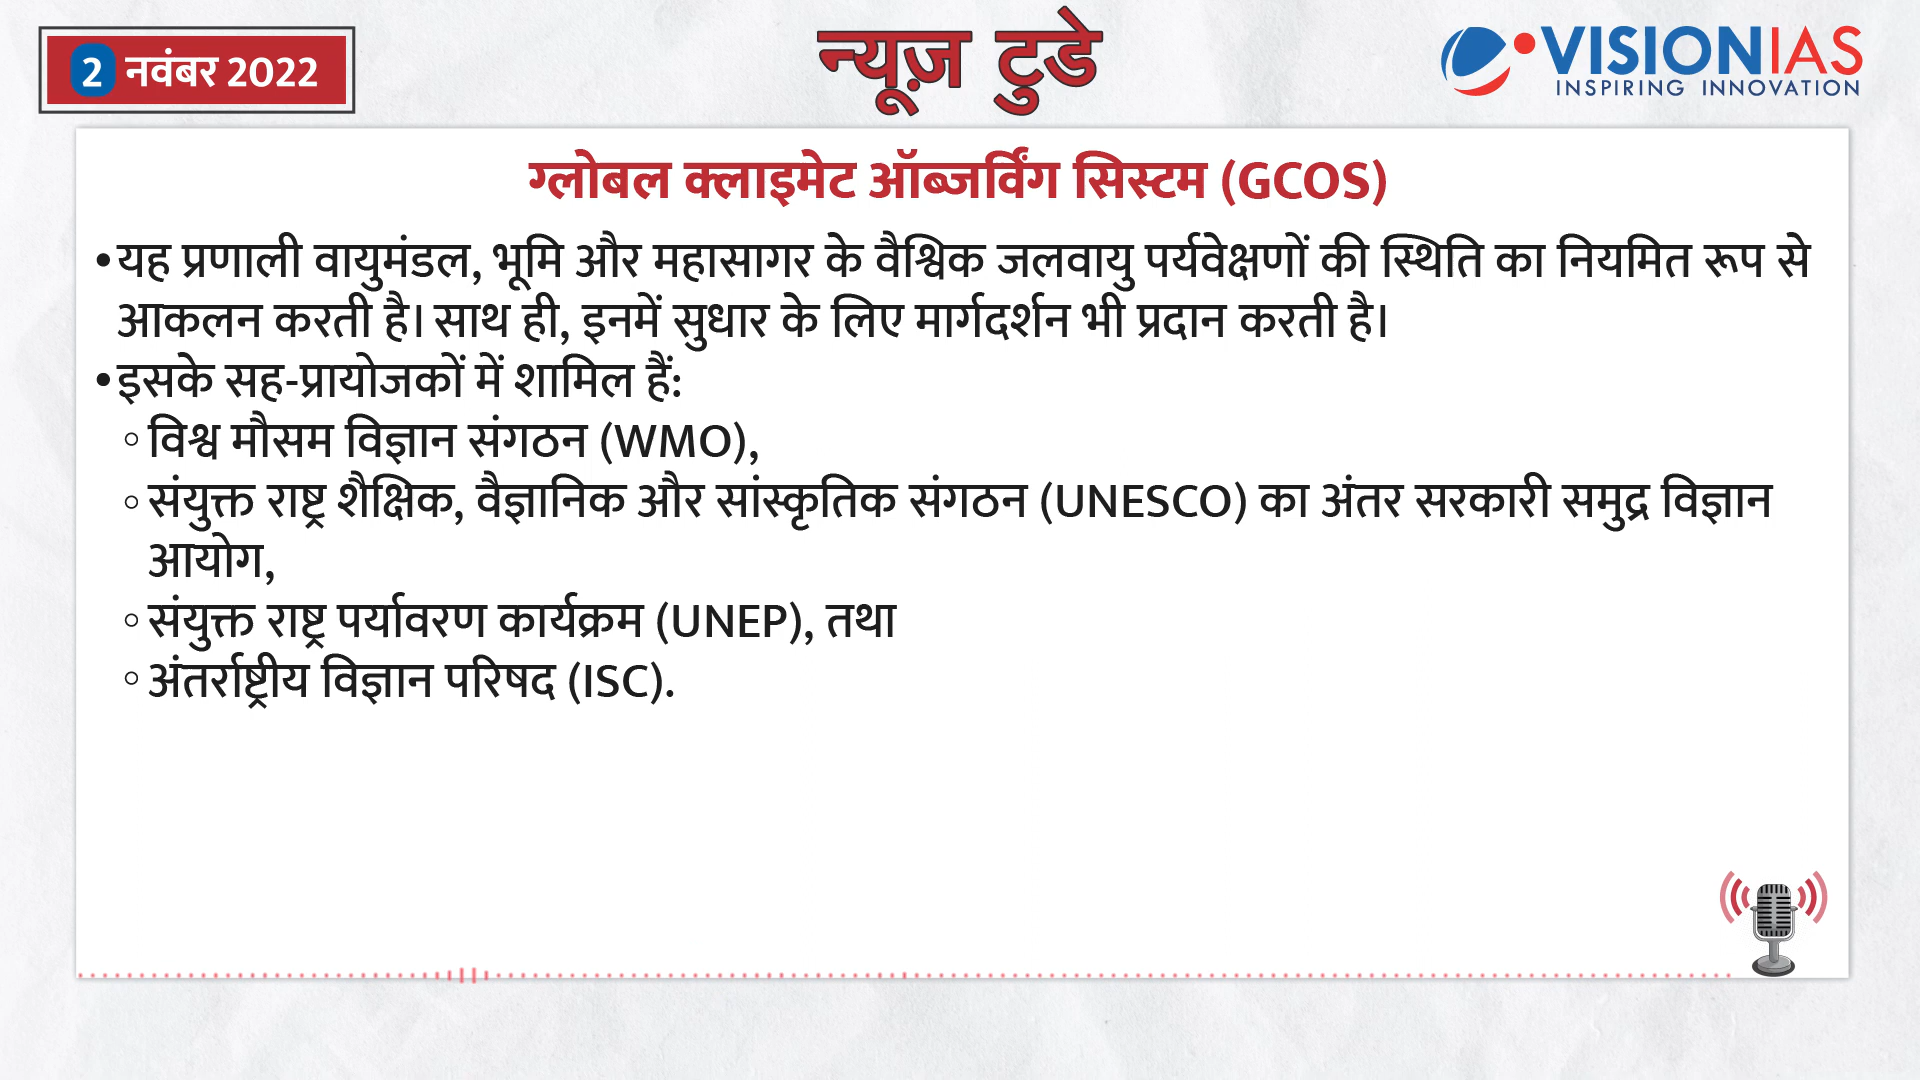 2 नवंबर 2022
न्यूज़ टुडे
VISIONIAS
INSPIRING INNOVATION
ग्लोबल क्लाइमेट ऑब्जर्विंग सिस्टम (GCOS)
•यह प्रणाली वायुमंडल, भूमि और महासागर के वैश्विक जलवायु पर्यवेक्षणों की स्थिति का नियमित रूप से
आकलन करती है। साथ ही, इनमें सुधार के लिए मार्गदर्शन भी प्रदान करती है।
•इसके सह-प्रायोजकों में शामिल हैं:
◦विश्व मौसम विज्ञान संगठन (WMO),
◦संयुक्त राष्ट्र शैक्षिक, वैज्ञानिक और सांस्कृतिक संगठन (UNESCO) का अंतर सरकारी समुद्र विज्ञान
आयोग,
◦संयुक्त राष्ट्र पर्यावरण कार्यक्रम (UNEP), तथा
◦अंतर्राष्ट्रीय विज्ञान परिषद (ISC).